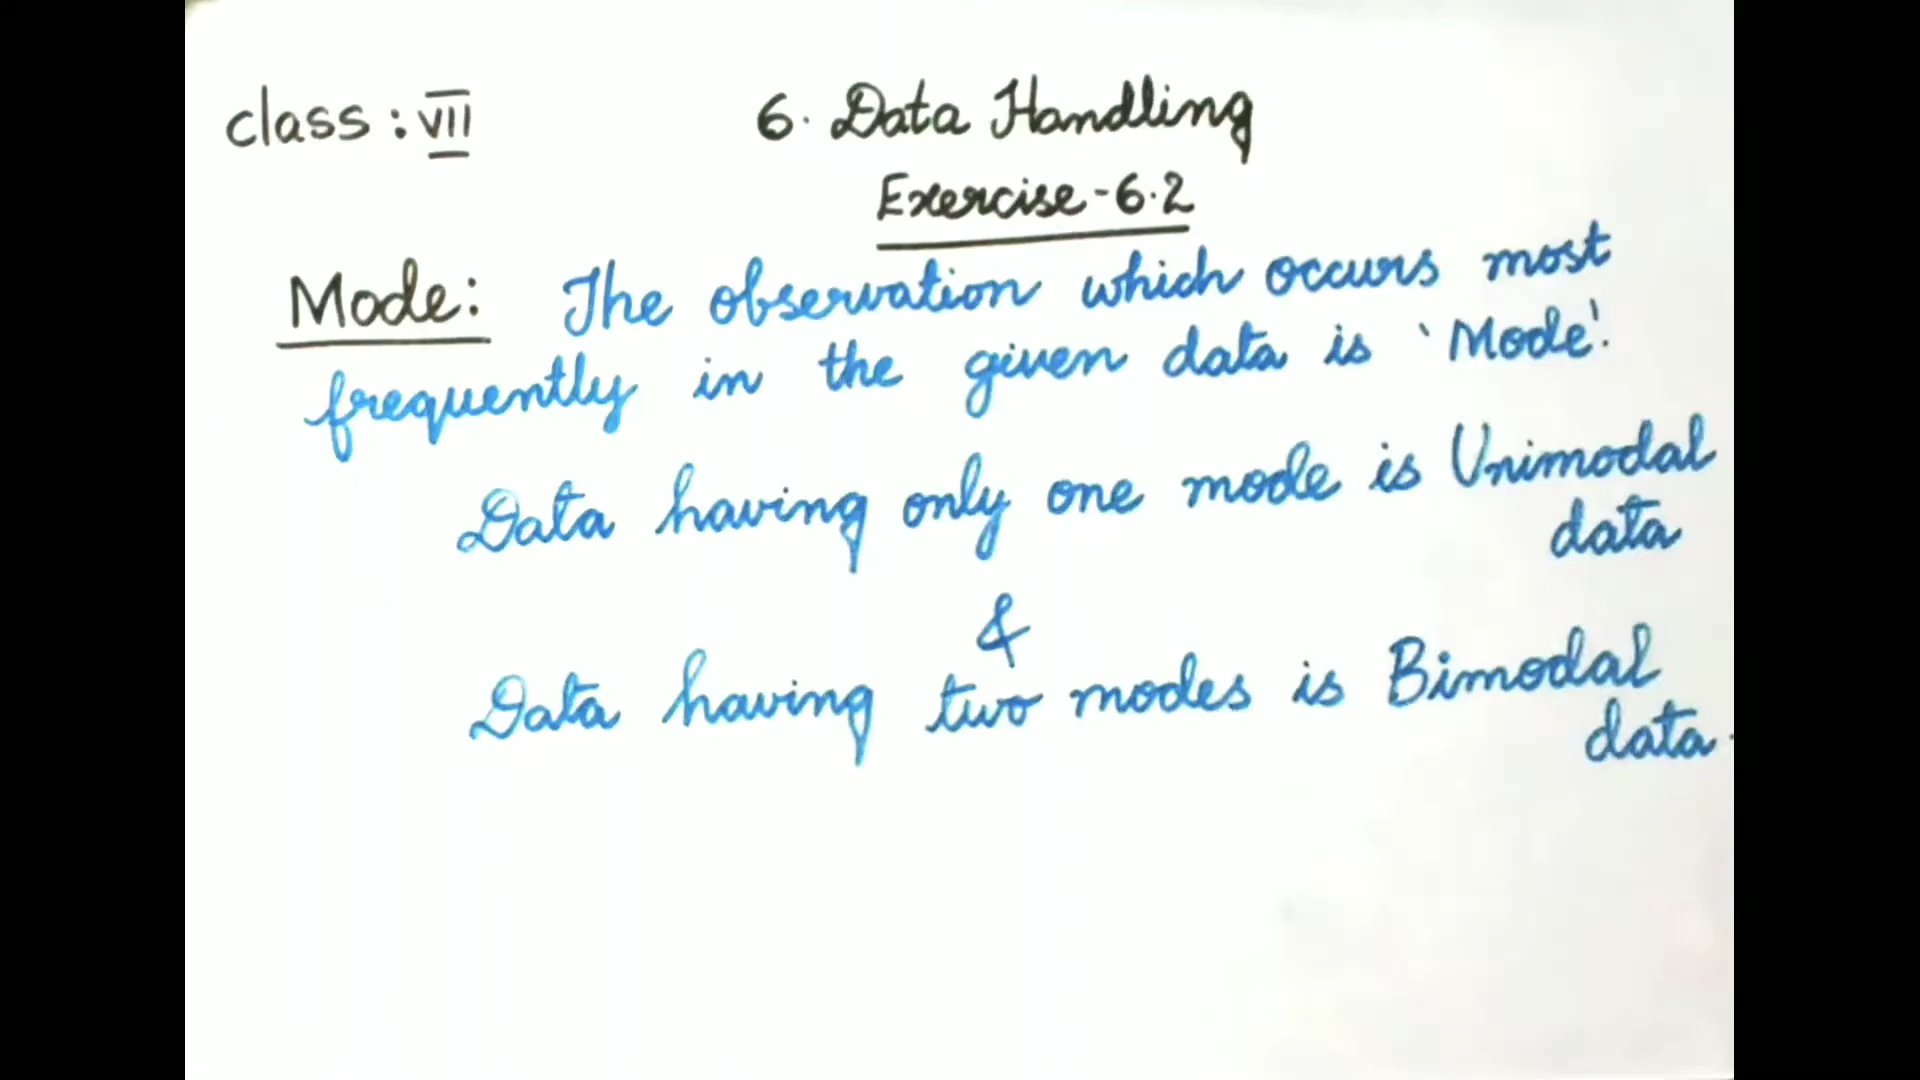 class : VII
6. Data Handling
Exercise-6.2
Mode: The observation which occurs most
frequently in the given data is 'Mode'.
Data having only one mode is Unimodal
data
&
Data having two modes is Bimodal
data.